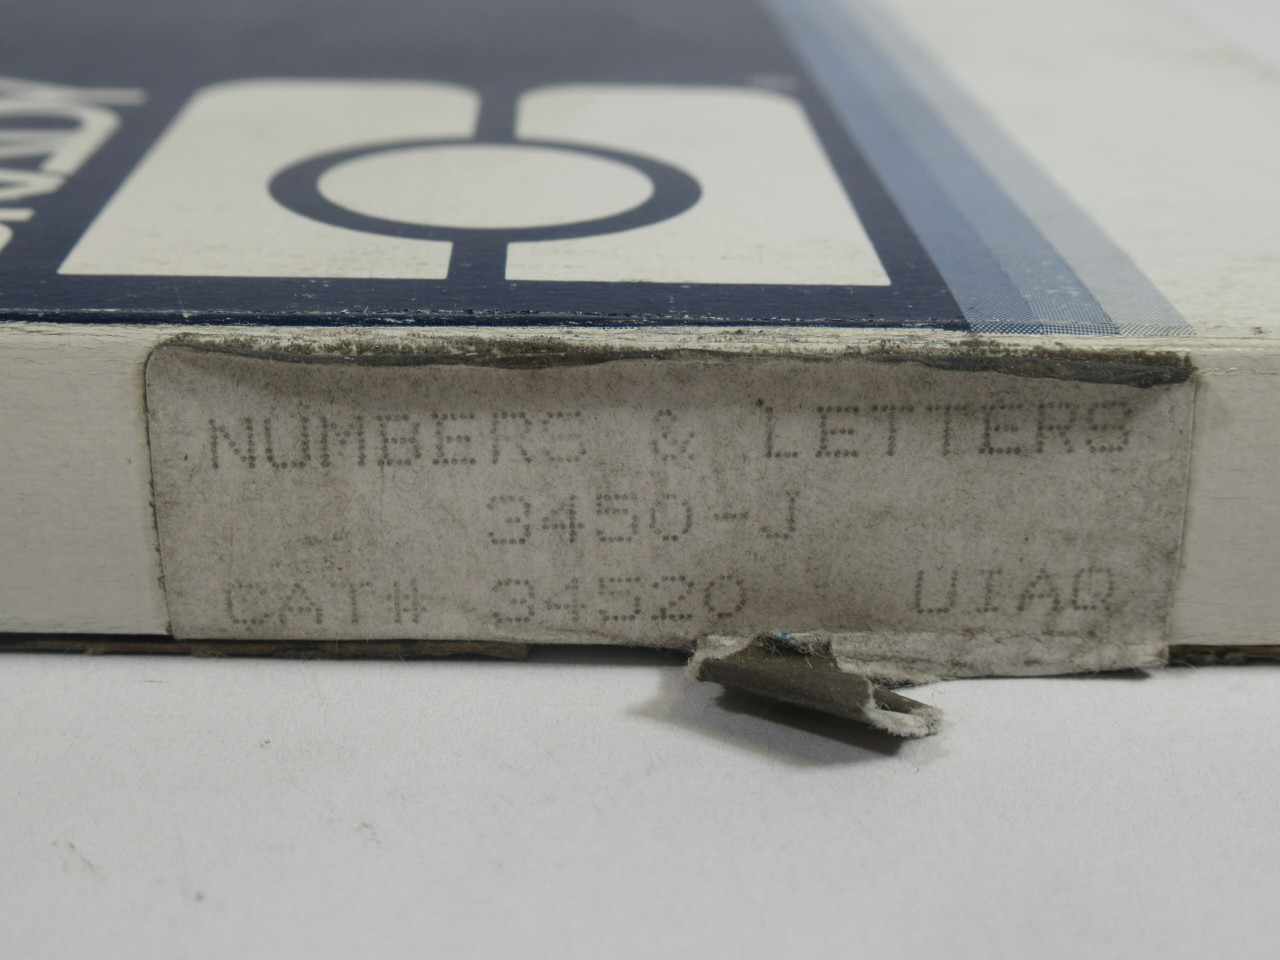 NUMBERS & LETTERS
3450-J
CAT# 34520 UIAQ